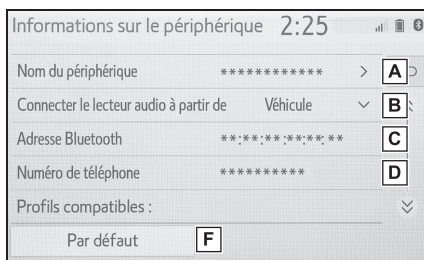 Informations sur le périphérique 2:25
Nom du périphérique ************ > A
Connecter le lecteur audio à partir de Véhicule B
Adresse Bluetooth **:**:**:**:**:** C
Numéro de téléphone ********** D
Profils compatibles :
Par défaut F